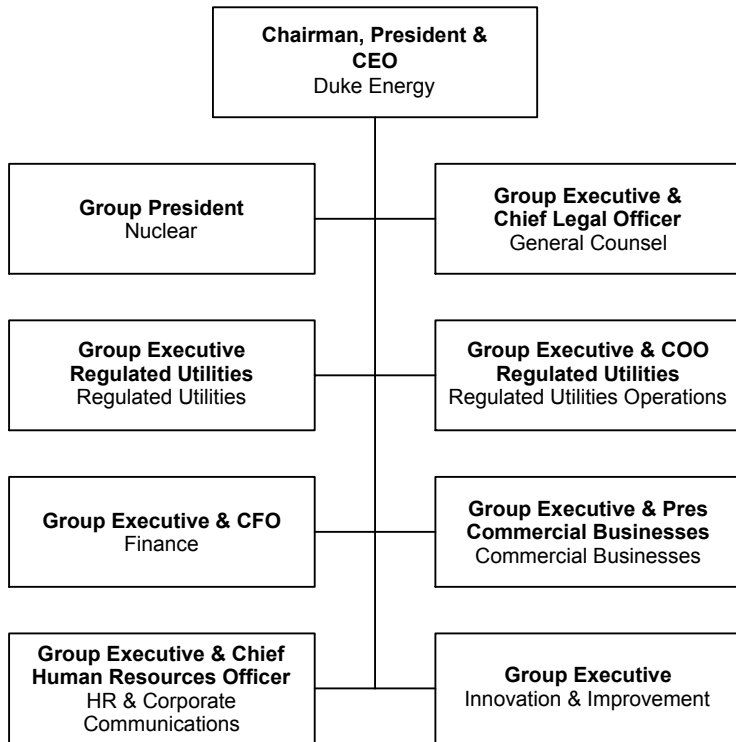 Chairman, President &
CEO
Duke Energy
Group President
Nuclear
Group Executive &
Chief Legal Officer
General Counsel
Group Executive
Regulated Utilities
Regulated Utilities
Group Executive & COO
Regulated Utilities
Regulated Utilities Operations
Group Executive & CFO
Finance
Group Executive & Pres
Commercial Businesses
Commercial Businesses
Group Executive & Chief
Human Resources Officer
HR & Corporate
Communications
Group Executive
Innovation & Improvement